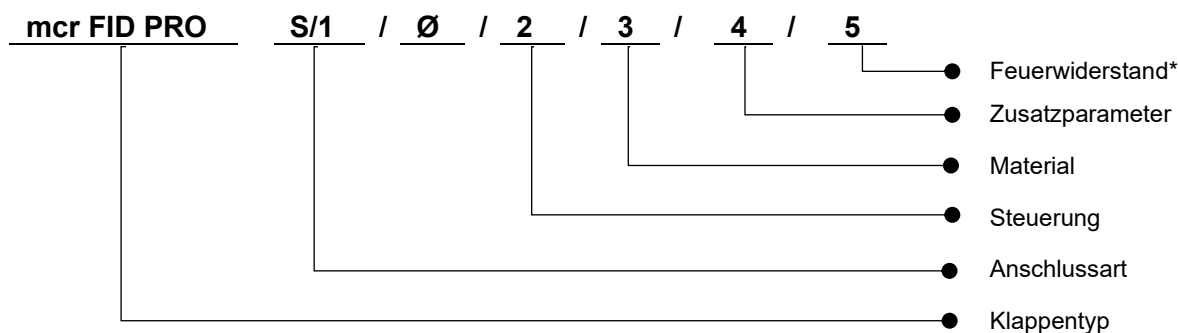 mcr FID PRO S/1 / Ø / 2 / 3 / 4 / 5
Feuerwiderstand*
Zusatzparameter
Material
Steuerung
Anschlussart
Klappentyp